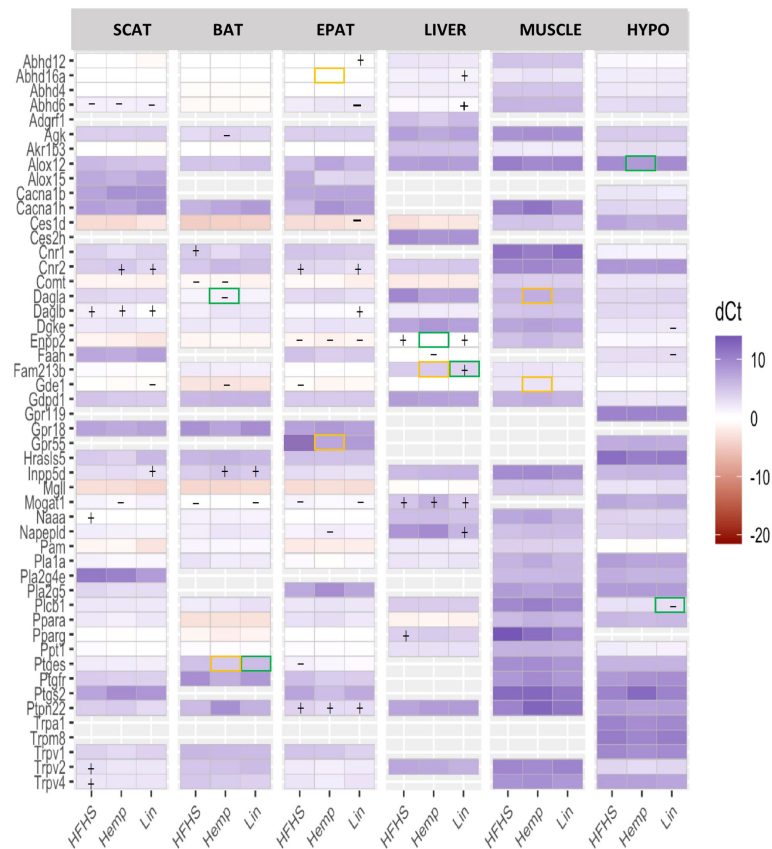 SCAT BAT EPAT LIVER MUSCLE HYPO
Abhd12 +
Abhd16a +
Abhd4
Abhd6 − − − − +
Adgrf1
Agk −
Akr1b3
Alox12
Alox15
Cacna1b
Cacna1h
Ces1d −
Ces2h
Cnr1 +
Cnr2 + + + +
Comt − −
Dagla −
Daglb + + + +
Dgke −
Enpp2 − − − + +
Faah − −
Fam213b +
Gde1 − − −
Gdpd1
Gpr119
Gpr18
Gpr55
Hrasls5
Inpp5d + + +
Mgll
Mogat1 − − − − − + + +
Naaa +
Napepld − +
Pam
Pla1a
Pla2g4e
Pla2g5
Plcb1 −
Ppara
Pparg +
Ppt1
Ptges −
Ptgfr
Ptgs2
Ptpn22 + + +
Trpa1
Trpm8
Trpv1
Trpv2 +
Trpv4 +
HFHS Hemp Lin HFHS Hemp Lin HFHS Hemp Lin HFHS Hemp Lin HFHS Hemp Lin HFHS Hemp Lin
dCt
10
0
-10
-20